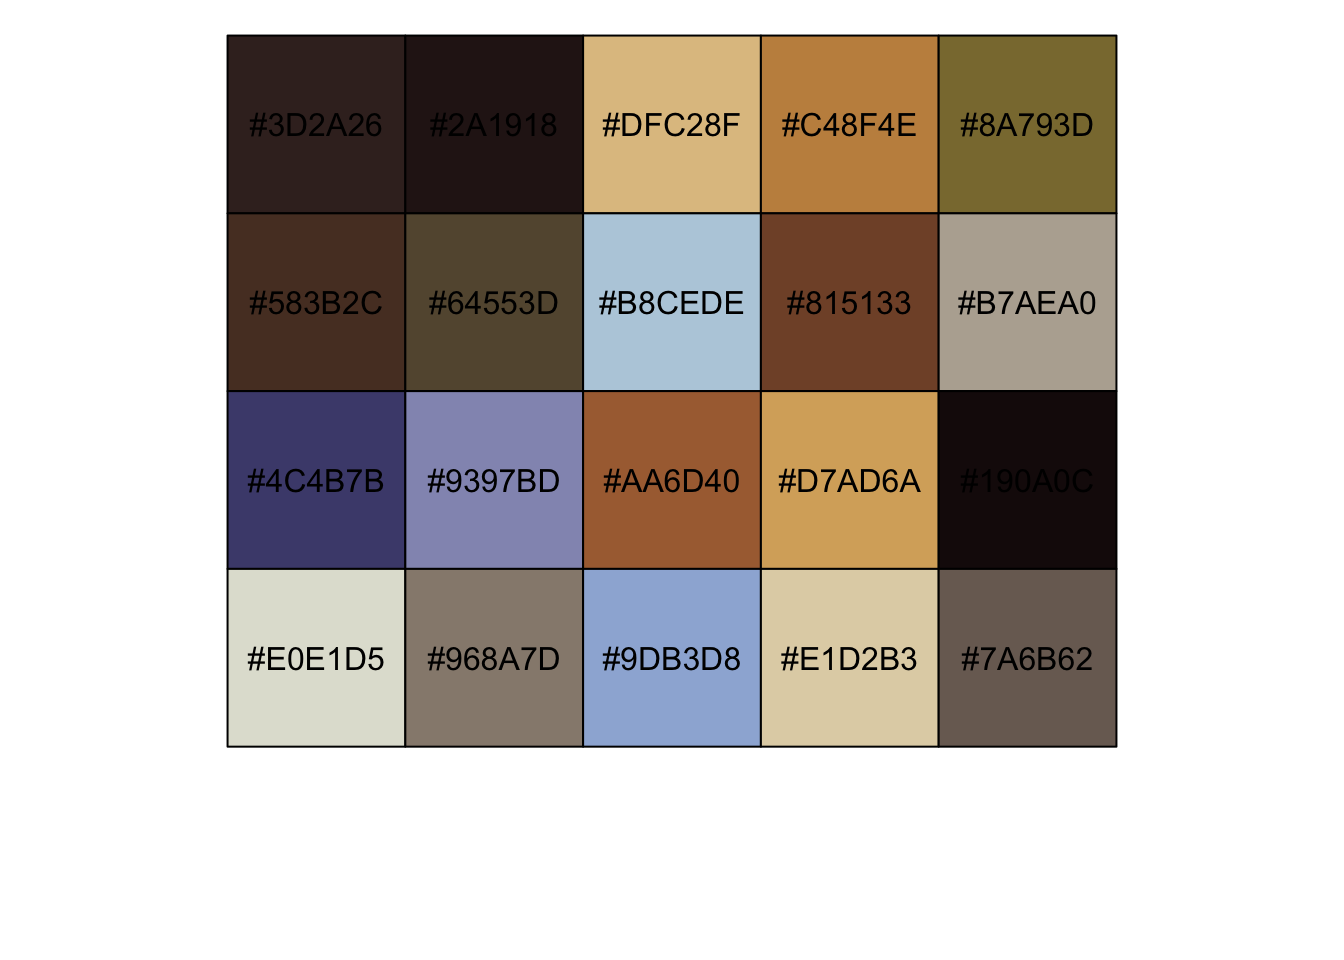 #3D2A26 #2A1918 #DFC28F #C48F4E #8A793D
#583B2C #64553D #B8CEDE #815133 #B7AEA0
#4C4B7B #9397BD #AA6D40 #D7AD6A #190A0C
#E0E1D5 #968A7D #9DB3D8 #E1D2B3 #7A6B62